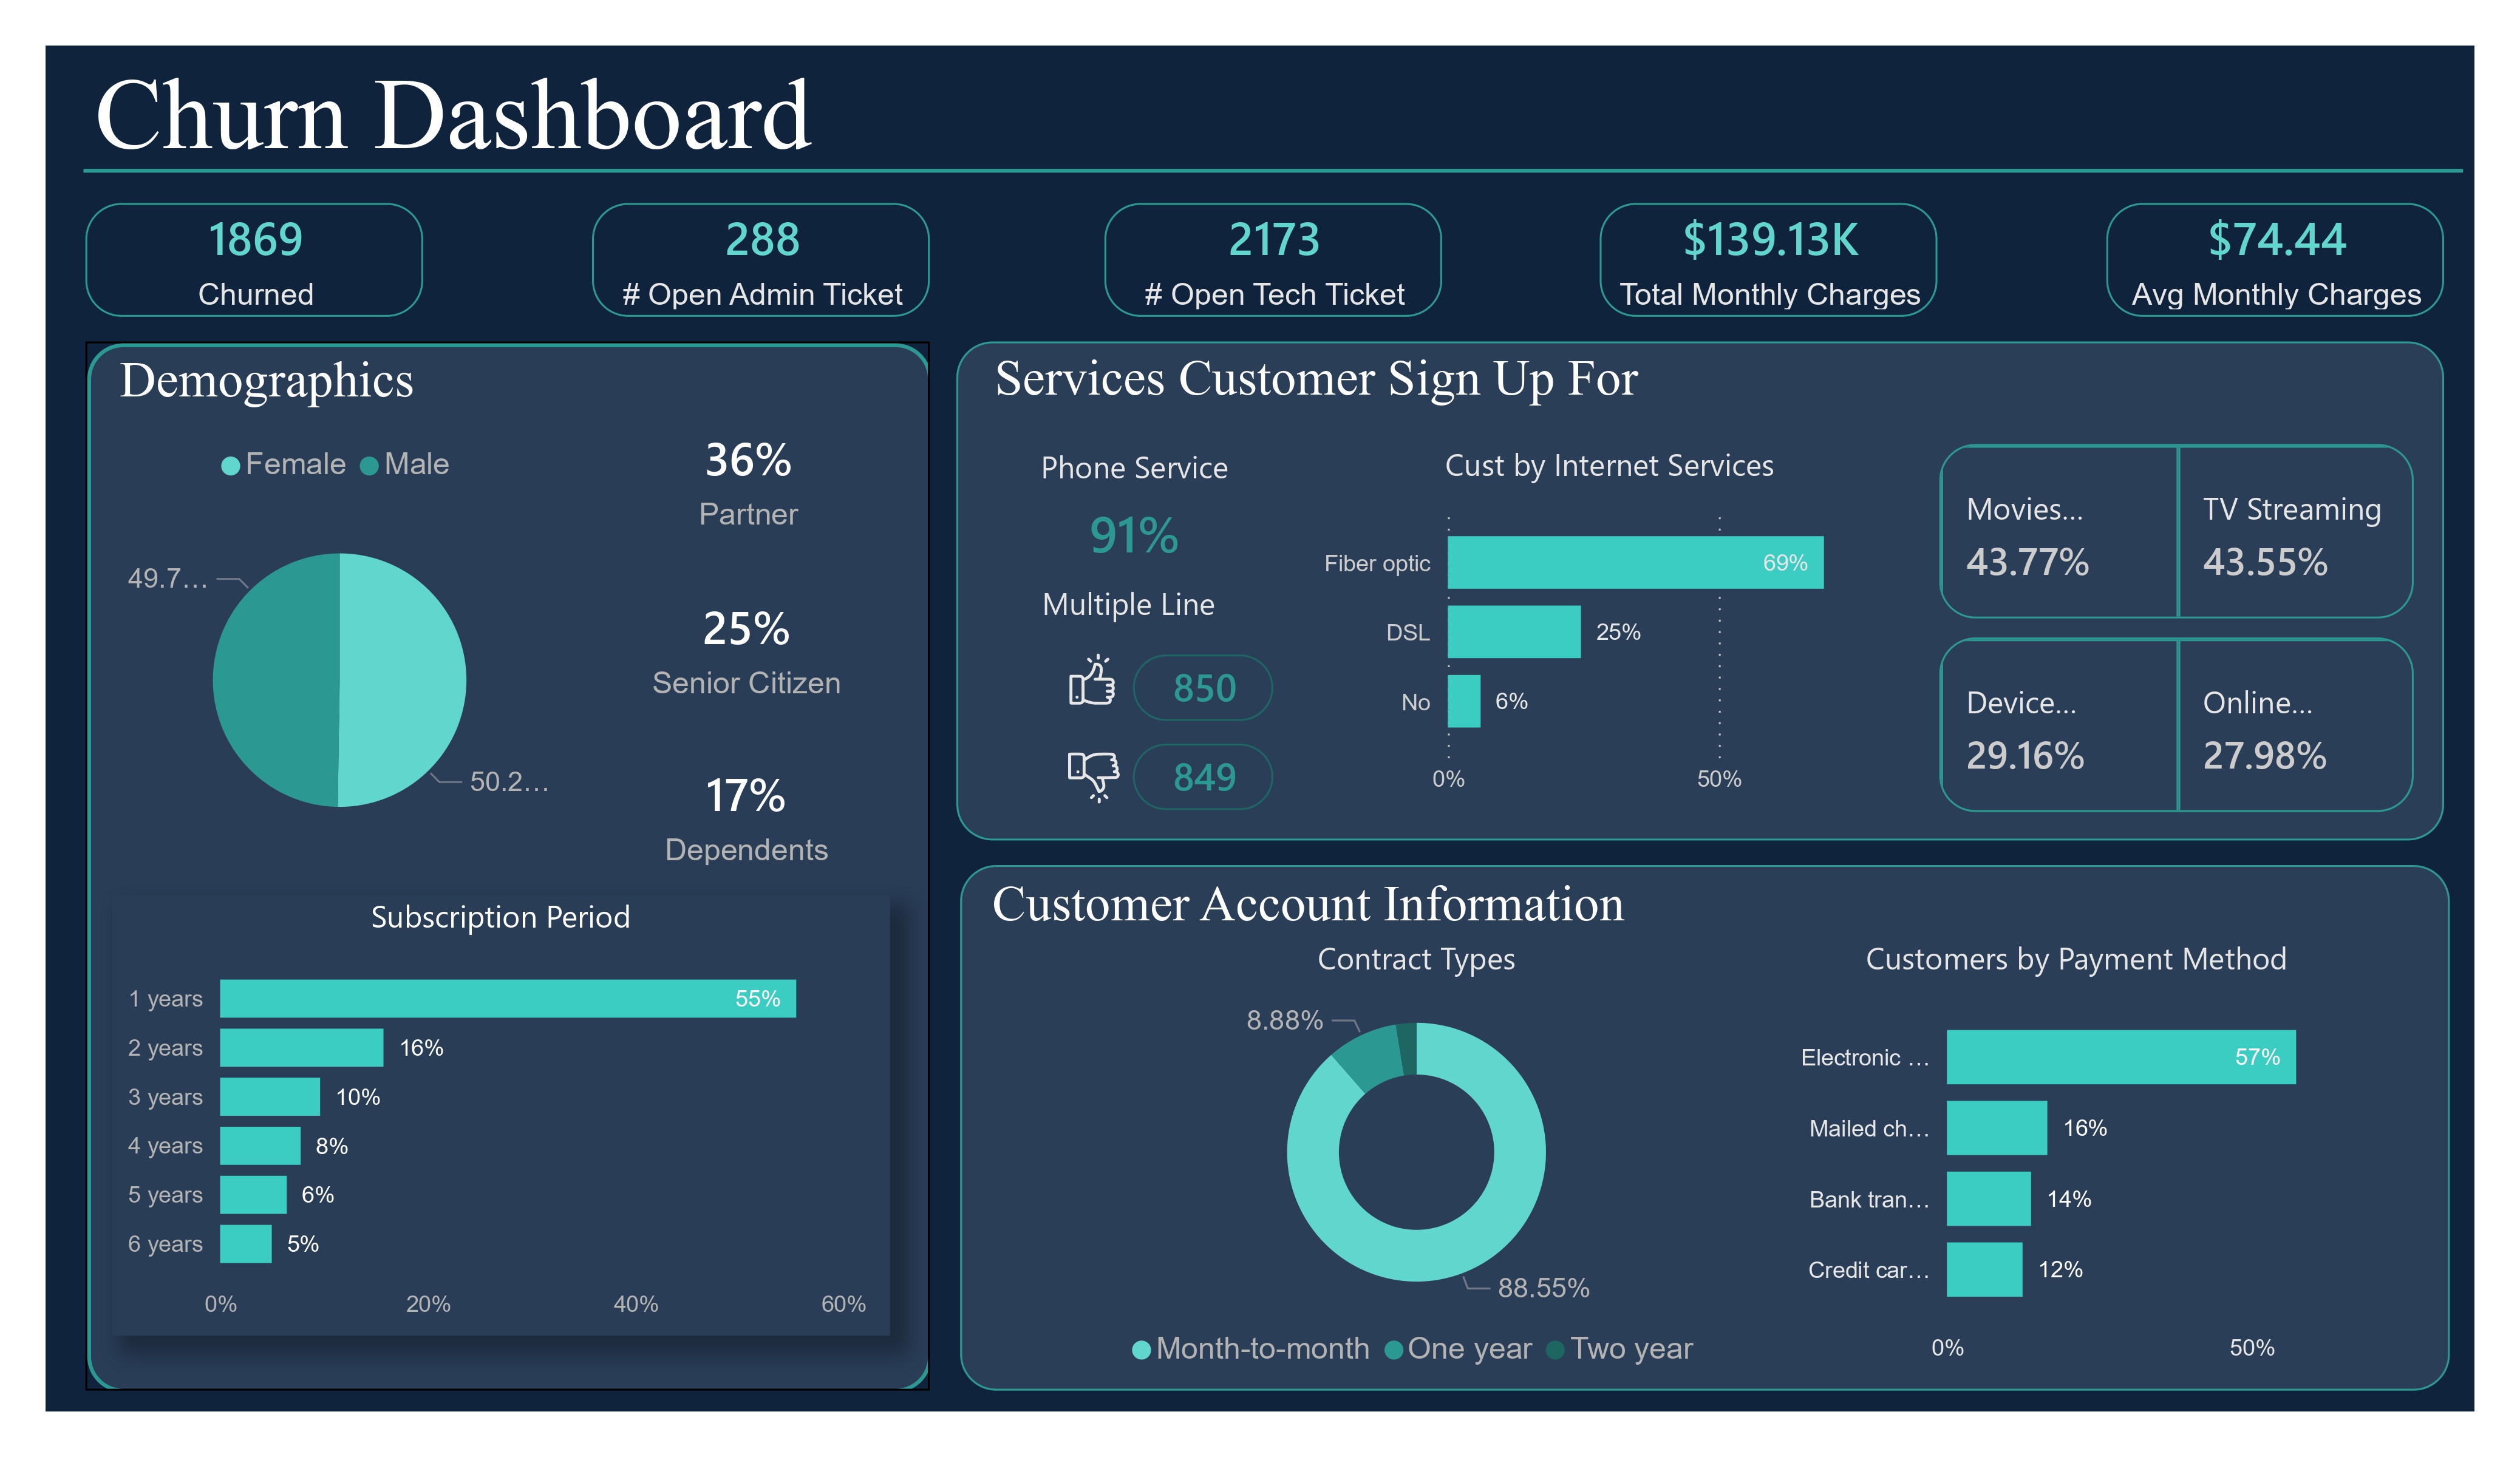 Churn Dashboard
1869
Churned
288
# Open Admin Ticket
2173
# Open Tech Ticket
$139.13K
Total Monthly Charges
$74.44
Avg Monthly Charges
Demographics
Female Male
49.7…
50.2…
36%
Partner
25%
Senior Citizen
17%
Dependents
Subscription Period
1 years 55%
2 years 16%
3 years 10%
4 years 8%
5 years 6%
6 years 5%
0% 20% 40% 60%
Services Customer Sign Up For
Phone Service
91%
Multiple Line
850
849
Cust by Internet Services
Fiber optic 69%
DSL 25%
No 6%
0% 50%
Movies…
43.77%
TV Streaming
43.55%
Device…
29.16%
Online…
27.98%
Customer Account Information
Contract Types
8.88%
88.55%
Month-to-month One year Two year
Customers by Payment Method
Electronic … 57%
Mailed ch… 16%
Bank tran… 14%
Credit car… 12%
0% 50%